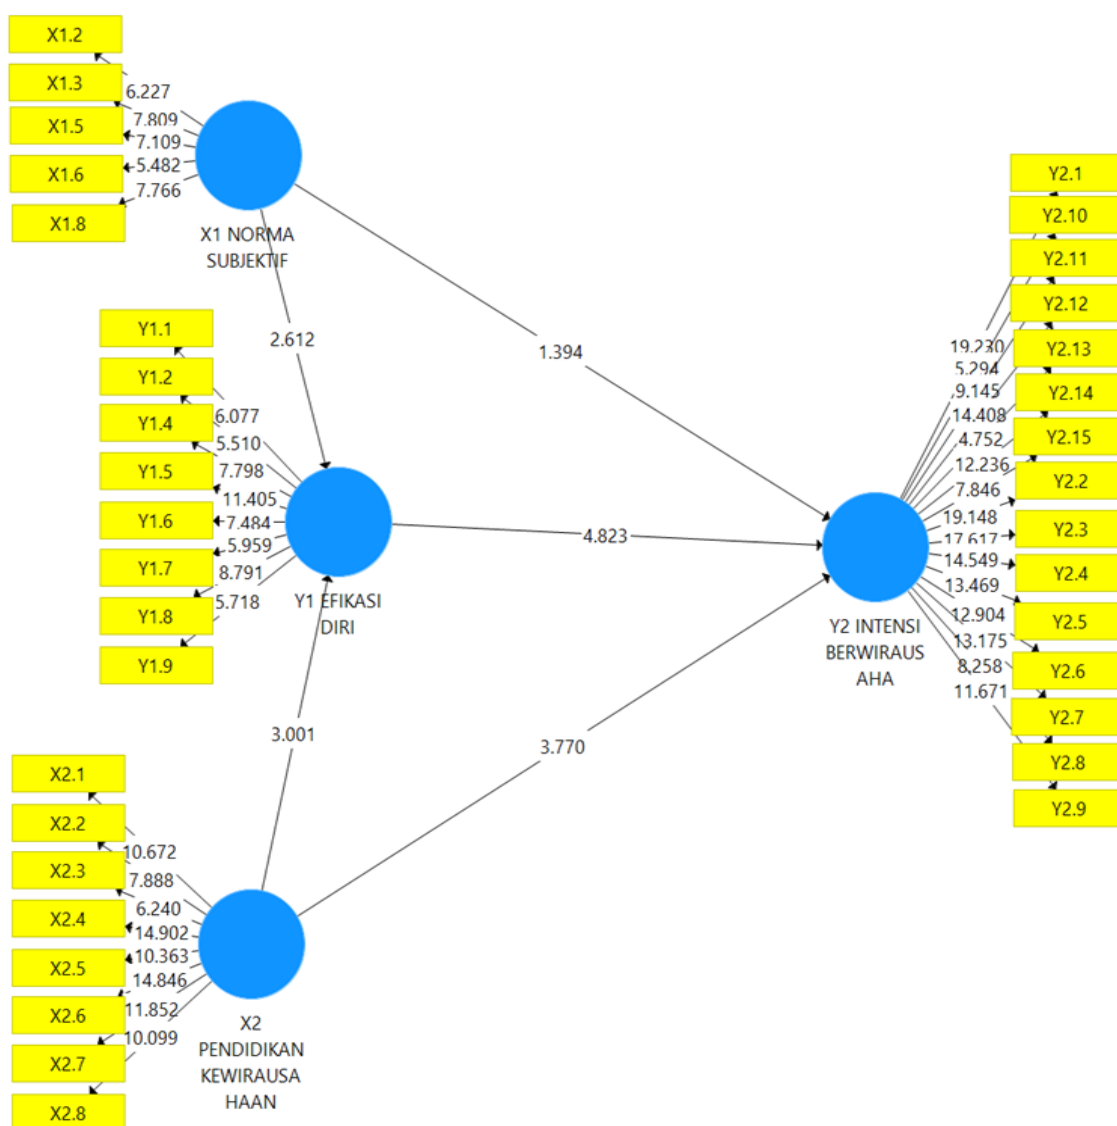 X1.2
X1.3
X1.5
X1.6
X1.8
6.227
7.809
7.109
5.482
7.766
X1 NORMA
SUBJEKTIF
2.612
1.394
Y1.1
Y1.2
Y1.4
Y1.5
Y1.6
Y1.7
Y1.8
Y1.9
6.077
5.510
7.798
11.405
7.484
5.959
8.791
5.718
Y1 EFIKASI
DIRI
4.823
3.001
3.770
X2.1
X2.2
X2.3
X2.4
X2.5
X2.6
X2.7
X2.8
10.672
7.888
6.240
14.902
10.363
14.846
11.852
10.099
X2
PENDIDIKAN
KEWIRAUSA
HAAN
Y2 INTENSI
BERWIRAUS
AHA
19.230
5.294
9.145
14.408
4.752
12.236
7.846
19.148
17.617
14.549
13.469
12.904
13.175
8.258
11.671
Y2.1
Y2.10
Y2.11
Y2.12
Y2.13
Y2.14
Y2.15
Y2.2
Y2.3
Y2.4
Y2.5
Y2.6
Y2.7
Y2.8
Y2.9